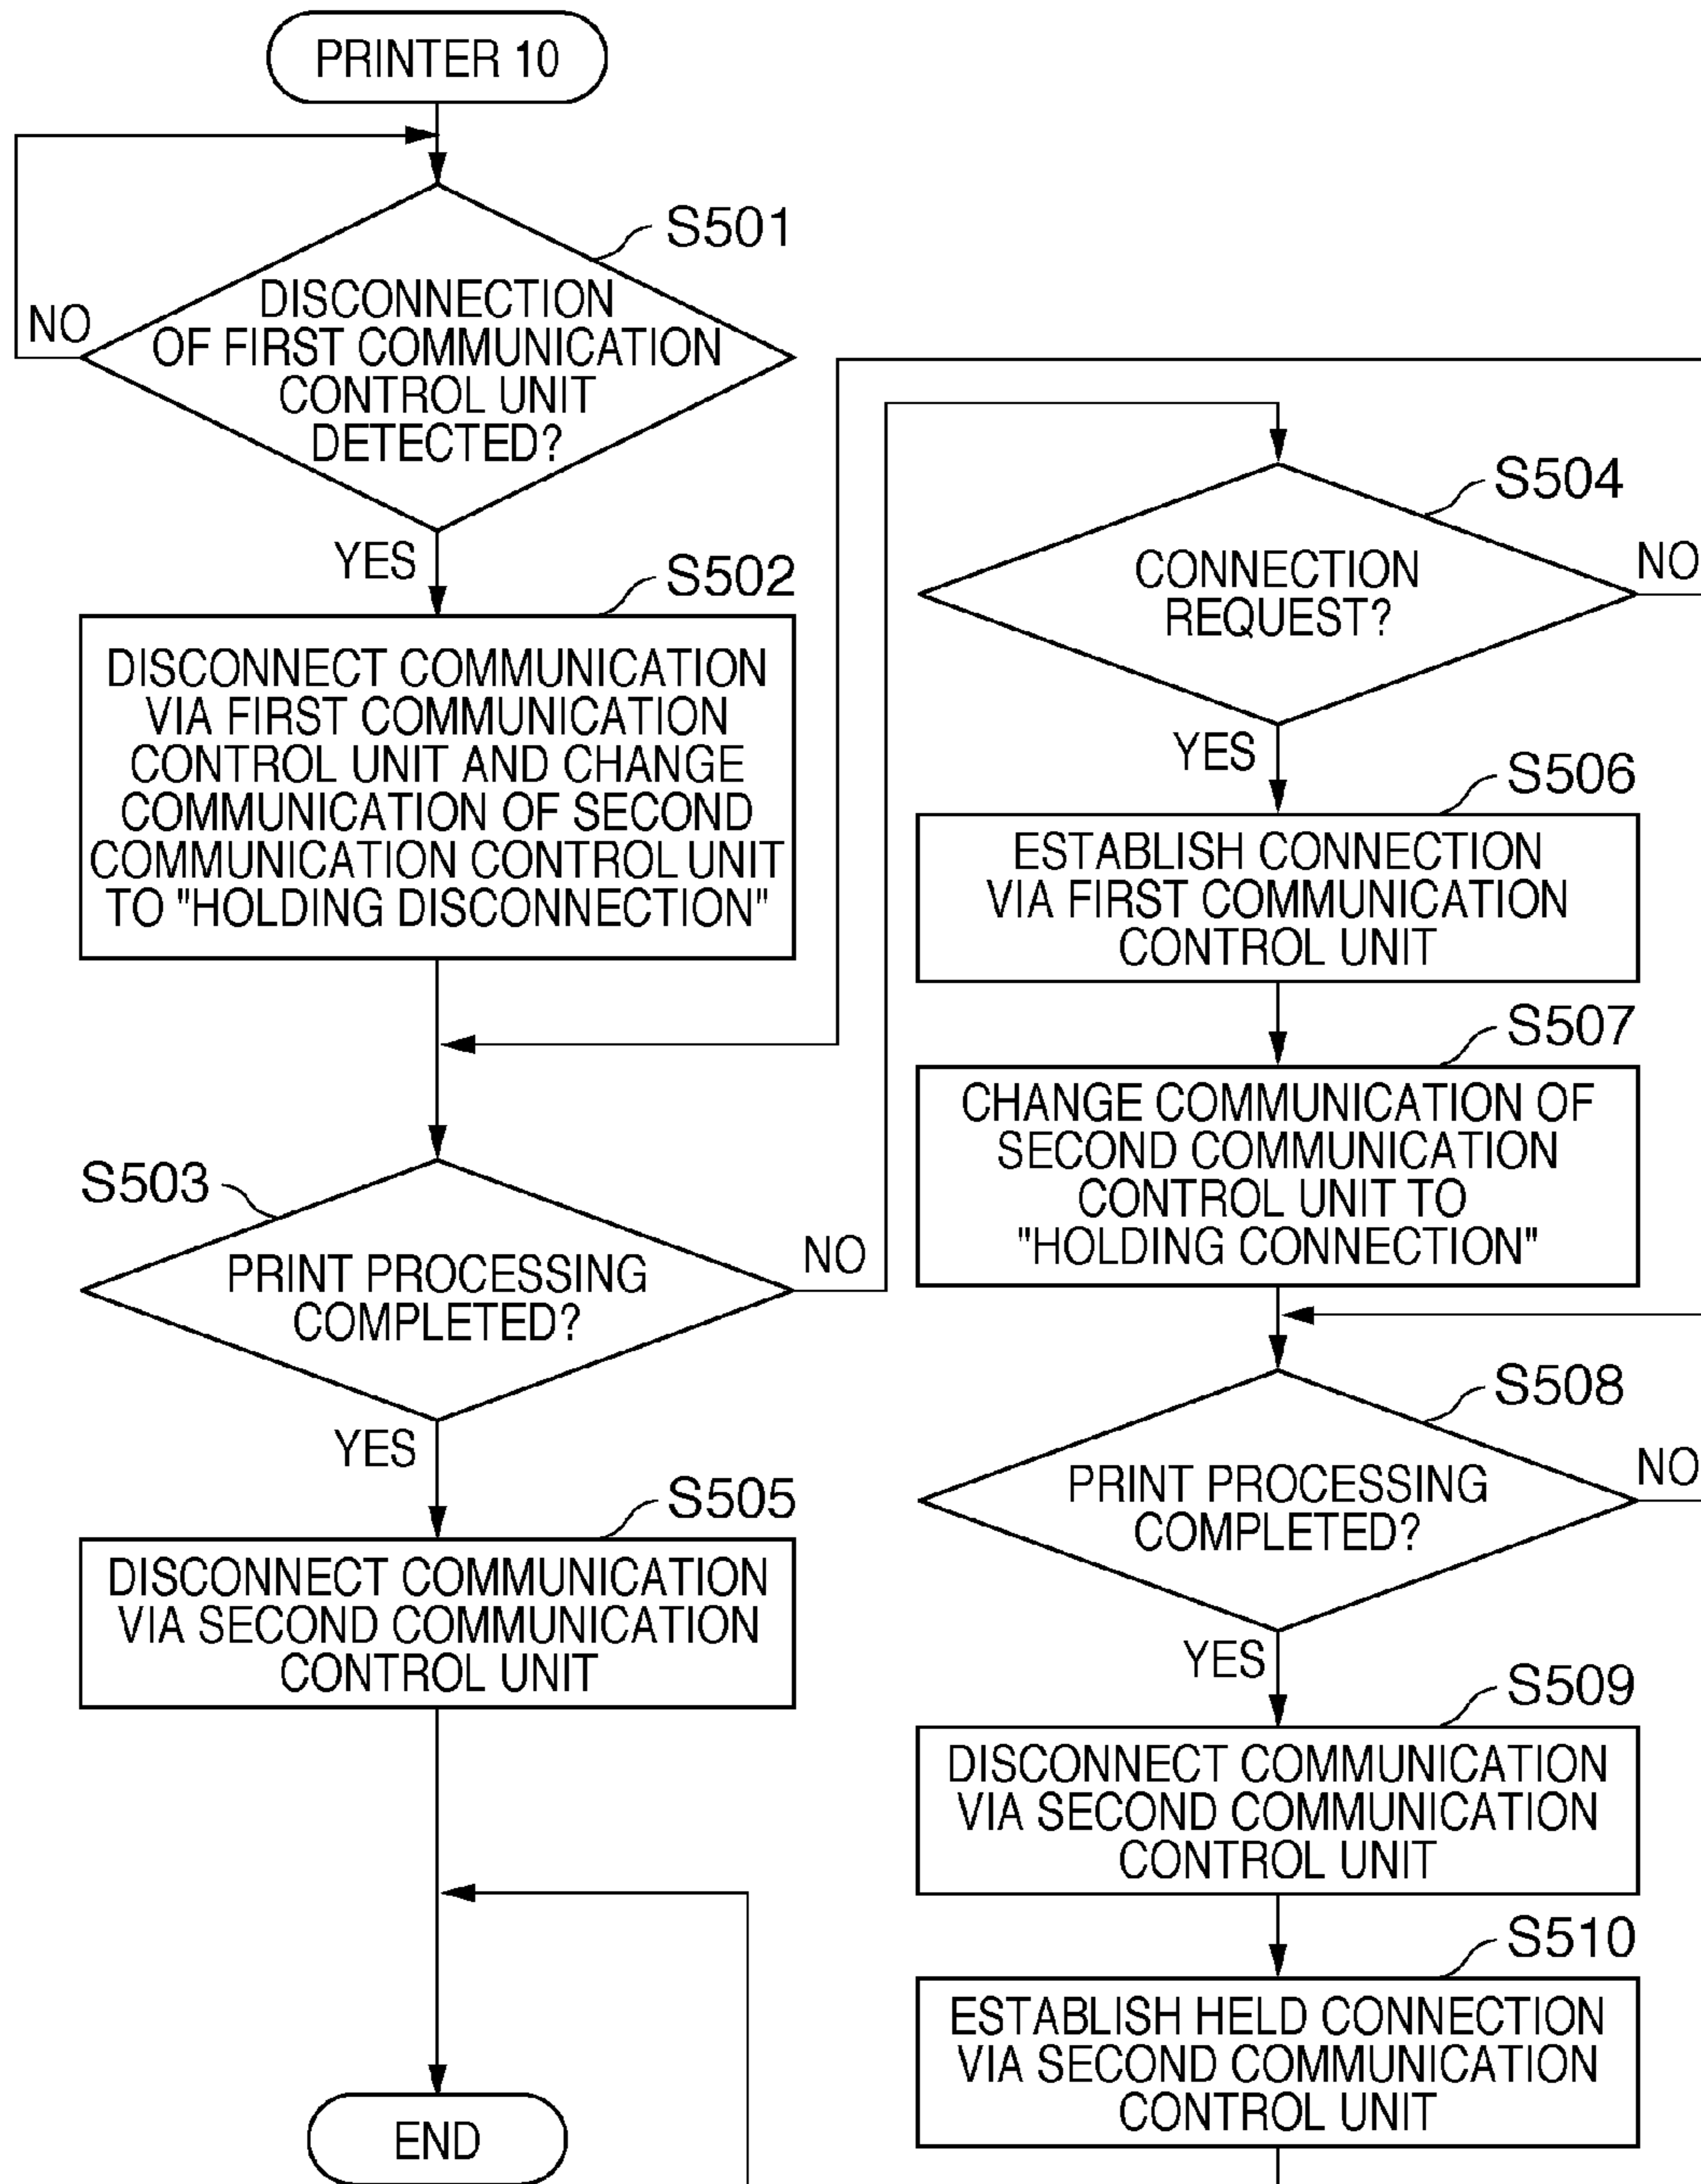 PRINTER 10
S501
DISCONNECTION
OF FIRST COMMUNICATION
CONTROL UNIT
DETECTED?
NO
YES
S502
DISCONNECT COMMUNICATION
VIA FIRST COMMUNICATION
CONTROL UNIT AND CHANGE
COMMUNICATION OF SECOND
COMMUNICATION CONTROL UNIT
TO "HOLDING DISCONNECTION"
S503
PRINT PROCESSING
COMPLETED?
NO
YES
S505
DISCONNECT COMMUNICATION
VIA SECOND COMMUNICATION
CONTROL UNIT
END
S504
CONNECTION
REQUEST?
NO
YES
S506
ESTABLISH CONNECTION
VIA FIRST COMMUNICATION
CONTROL UNIT
S507
CHANGE COMMUNICATION OF
SECOND COMMUNICATION
CONTROL UNIT TO
"HOLDING CONNECTION"
S508
PRINT PROCESSING
COMPLETED?
NO
YES
S509
DISCONNECT COMMUNICATION
VIA SECOND COMMUNICATION
CONTROL UNIT
S510
ESTABLISH HELD CONNECTION
VIA SECOND COMMUNICATION
CONTROL UNIT